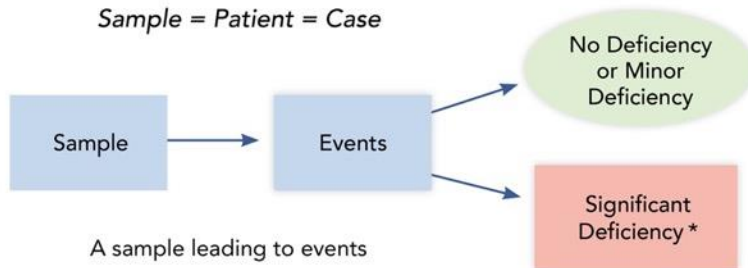 Sample = Patient = Case
No Deficiency
or Minor
Deficiency
Sample
Events
Significant
Deficiency *
A sample leading to events